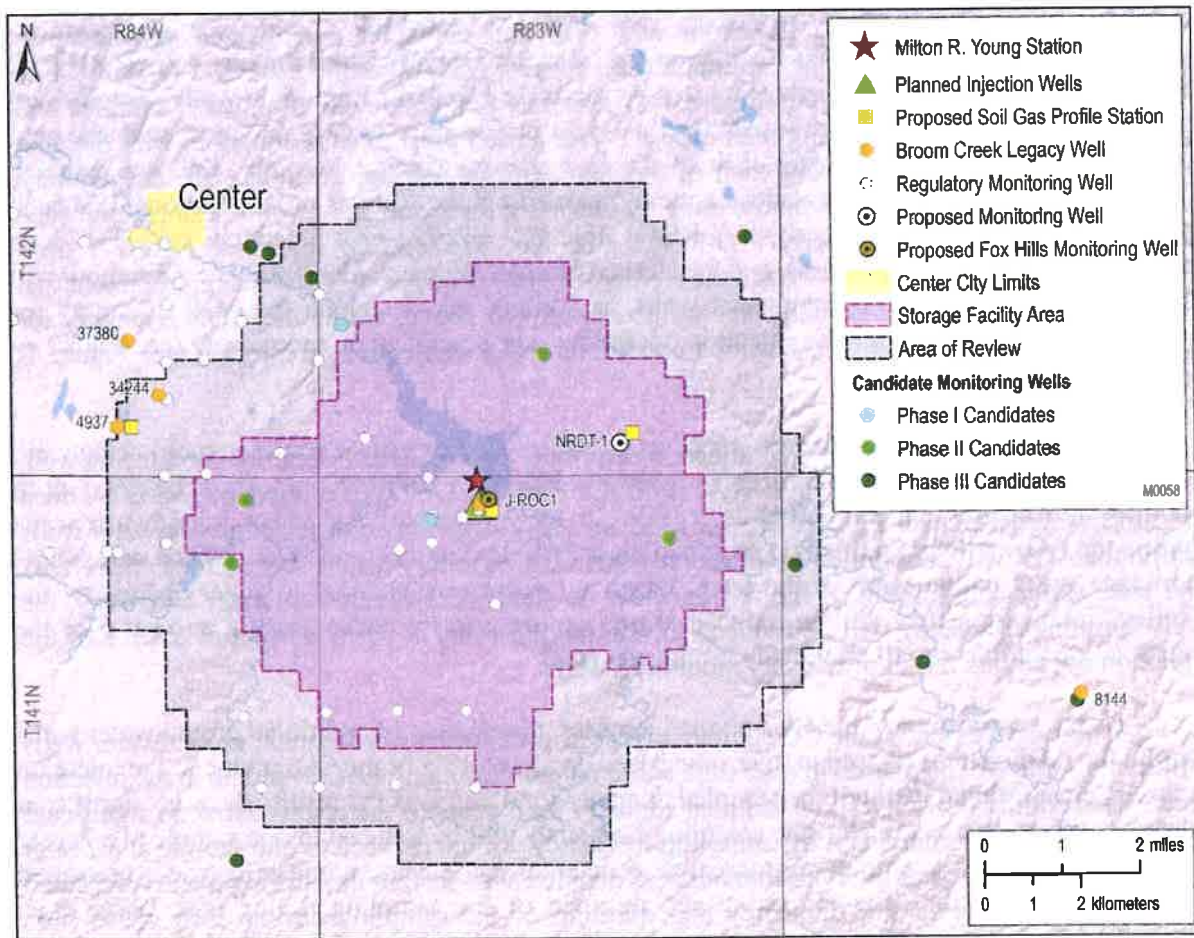 N
R84W
R83W
T142N
T141N
Center
37380
34244
4937
NRDT-1
J-ROC1
8144
Milton R. Young Station
Planned Injection Wells
Proposed Soil Gas Profile Station
Broom Creek Legacy Well
Regulatory Monitoring Well
Proposed Monitoring Well
Proposed Fox Hills Monitoring Well
Center City Limits
Storage Facility Area
Area of Review
Candidate Monitoring Wells
Phase I Candidates
Phase II Candidates
Phase III Candidates
M0058
0 1 2 miles
0 1 2 kilometers